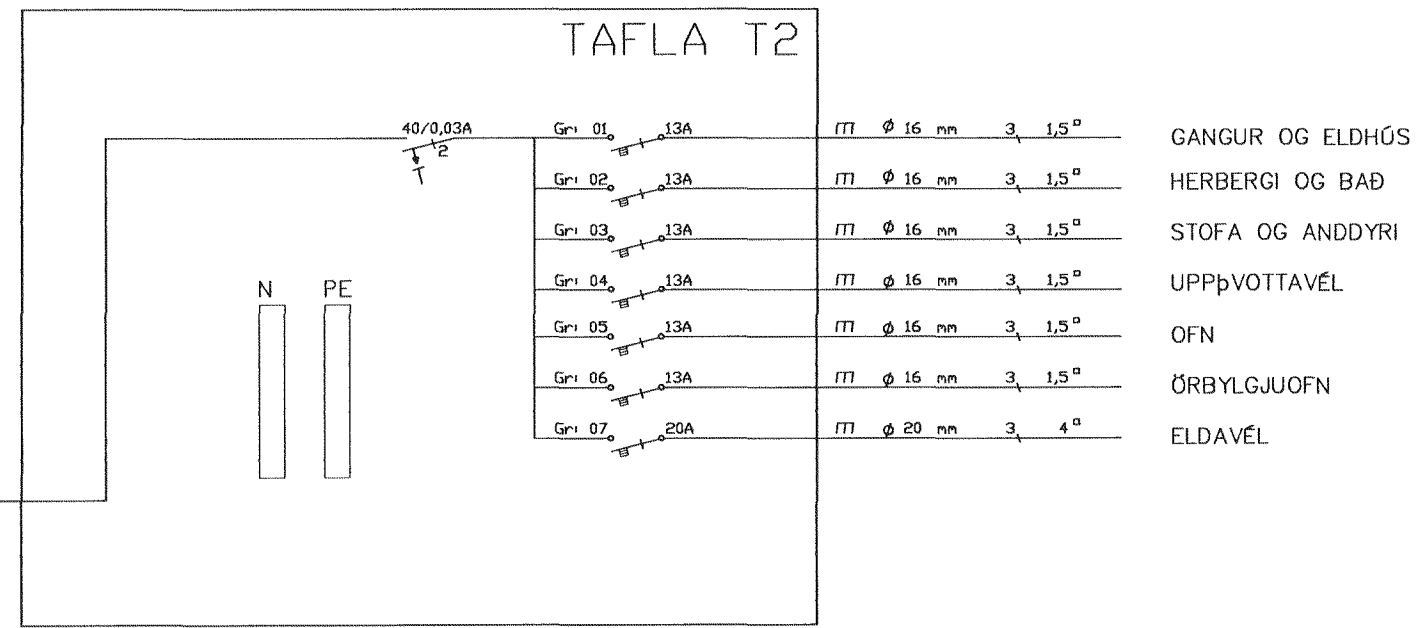 TAFLA T2
40/0,03A
2
T
N PE
Gr: 01 13A m ø 16 mm 3 1,5▫ GANGUR OG ELDHÚS
Gr: 02 13A m ø 16 mm 3 1,5▫ HERBERGI OG BAÐ
Gr: 03 13A m ø 16 mm 3 1,5▫ STOFA OG ANDDYRI
Gr: 04 13A m ø 16 mm 3 1,5▫ UPPÞVOTTAVÉL
Gr: 05 13A m ø 16 mm 3 1,5▫ OFN
Gr: 06 13A m ø 16 mm 3 1,5▫ ÖRBYLGJUOFN
Gr: 07 20A m ø 20 mm 3 4▫ ELDAVÉL